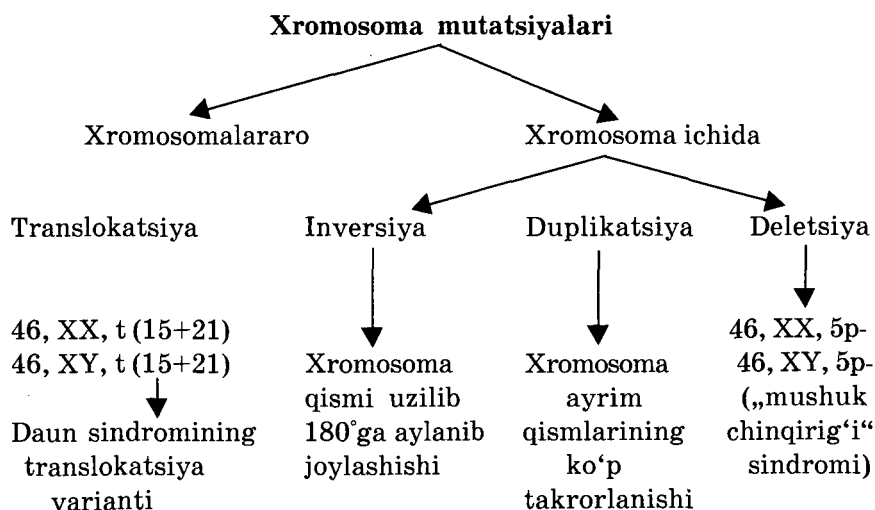 Xromosoma mutatsiyalari
Xromosomalararo
Xromosoma ichida
Translokatsiya
Inversiya
Duplikatsiya
Deletsiya
46, XX, t (15+21)
46, XY, t (15+21)
Daun sindromining
translokatsiya
varianti
Xromosoma
qismi uzilib
180°ga aylanib
joylashishi
Xromosoma
ayrim
qismlarining
ko‘p
takrorlanishi
46, XX, 5p-
46, XY, 5p-
(„mushuk
chinqirig‘i“
sindromi)